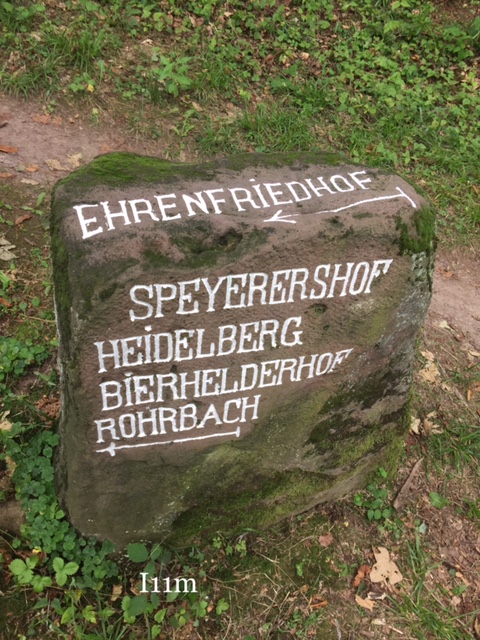 EHRENFRIEDHOF
SPEYERERSHOF
HEIDELBERG
BIERHELDERHOF
ROHRBACH
I11m